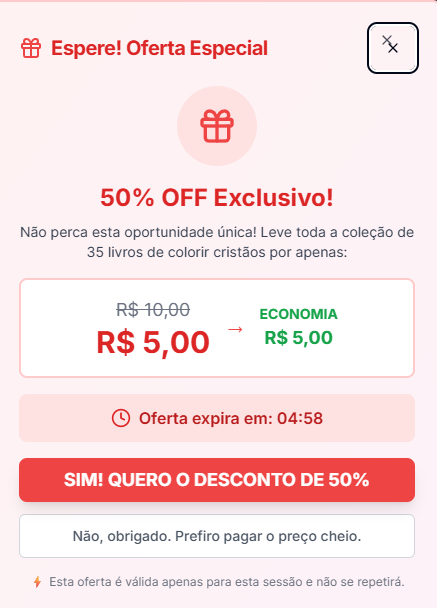 Espere! Oferta Especial
50% OFF Exclusivo!
Não perca esta oportunidade única! Leve toda a coleção de
35 livros de colorir cristãos por apenas:
R$ 10,00
R$ 5,00
→
ECONOMIA
R$ 5,00
Oferta expira em: 04:58
SIM! QUERO O DESCONTO DE 50%
Não, obrigado. Prefiro pagar o preço cheio.
Esta oferta é válida apenas para esta sessão e não se repetirá.